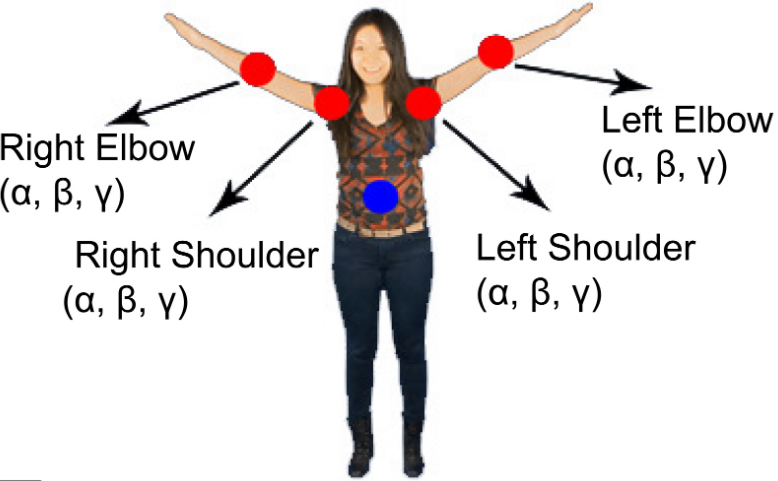 Right Elbow
(α, β, γ)
Left Elbow
(α, β, γ)
Right Shoulder
(α, β, γ)
Left Shoulder
(α, β, γ)